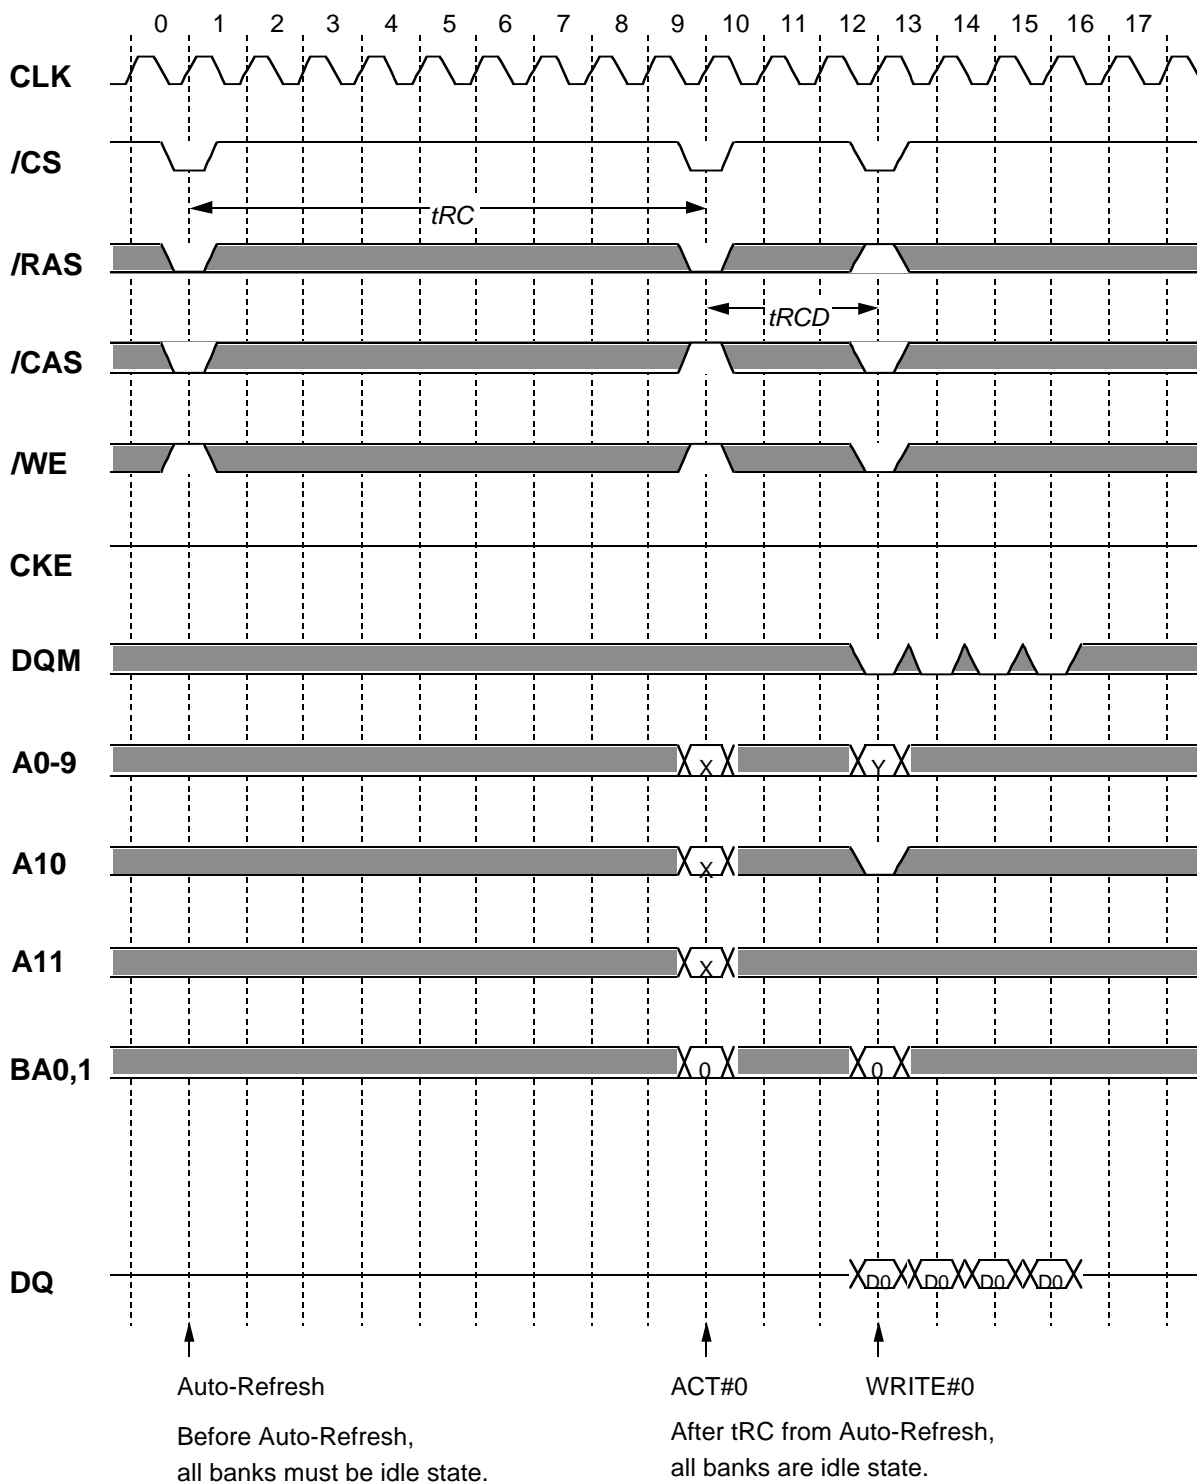 0 1 2 3 4 5 6 7 8 9 10 11 12 13 14 15 16 17
CLK
/CS
tRC
/RAS
tRCD
/CAS
/WE
CKE
DQM
A0-9 X Y
A10 X
A11 X
BA0,1 0 0
DQ D0 D0 D0 D0
Auto-Refresh ACT#0 WRITE#0
Before Auto-Refresh,
all banks must be idle state.
After tRC from Auto-Refresh,
all banks are idle state.